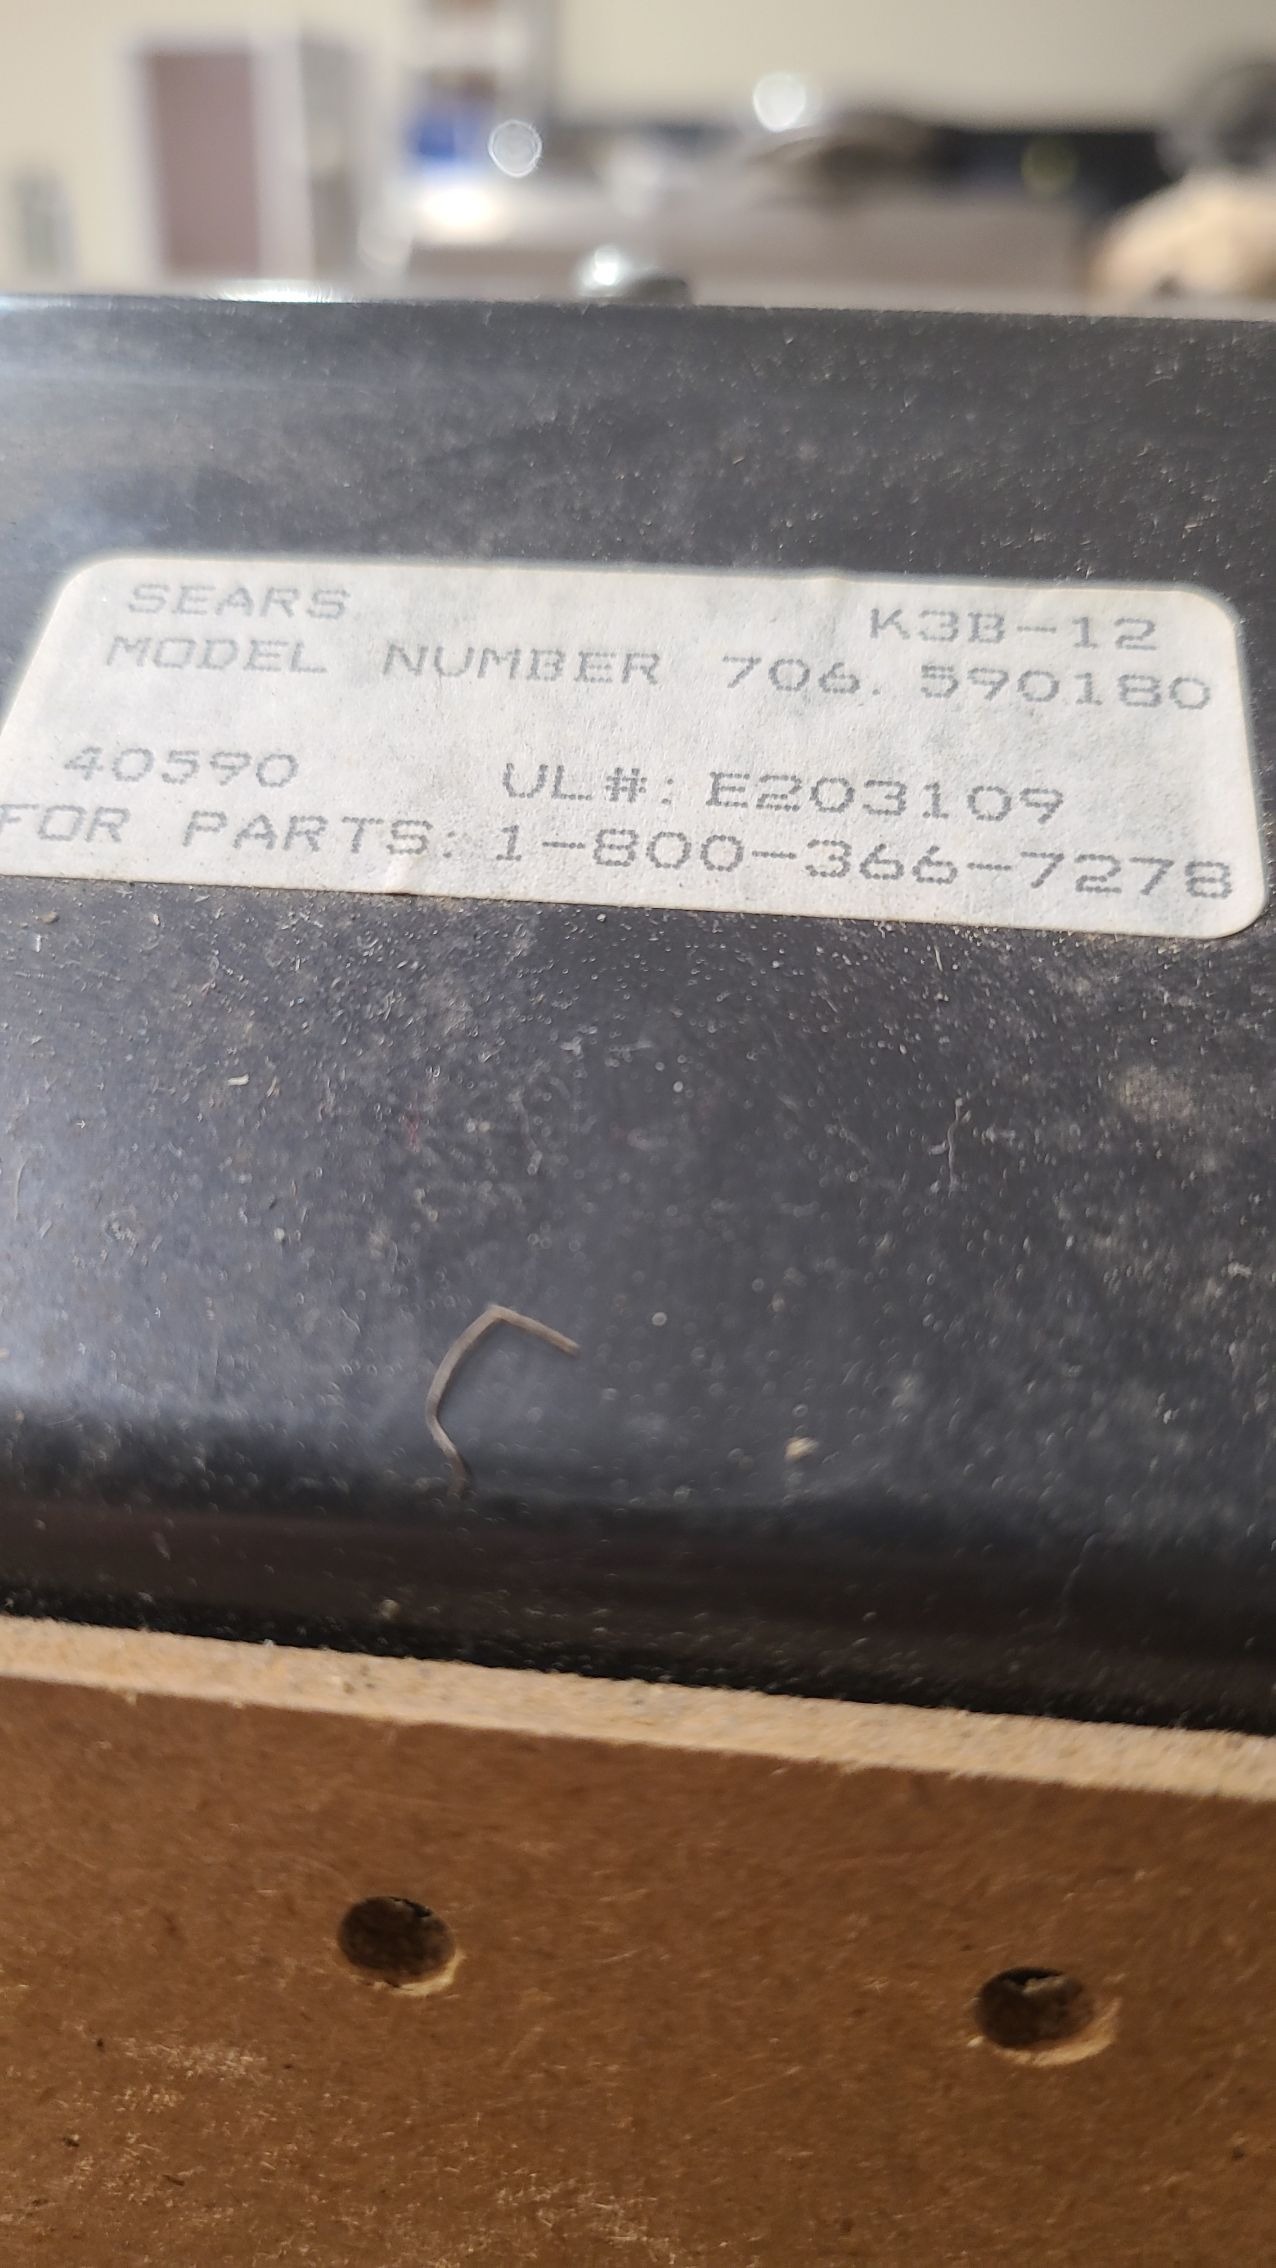 SEARS K3B-12
MODEL NUMBER 706.590180
40590 UL#: E203109
FOR PARTS: 1-800-366-7278